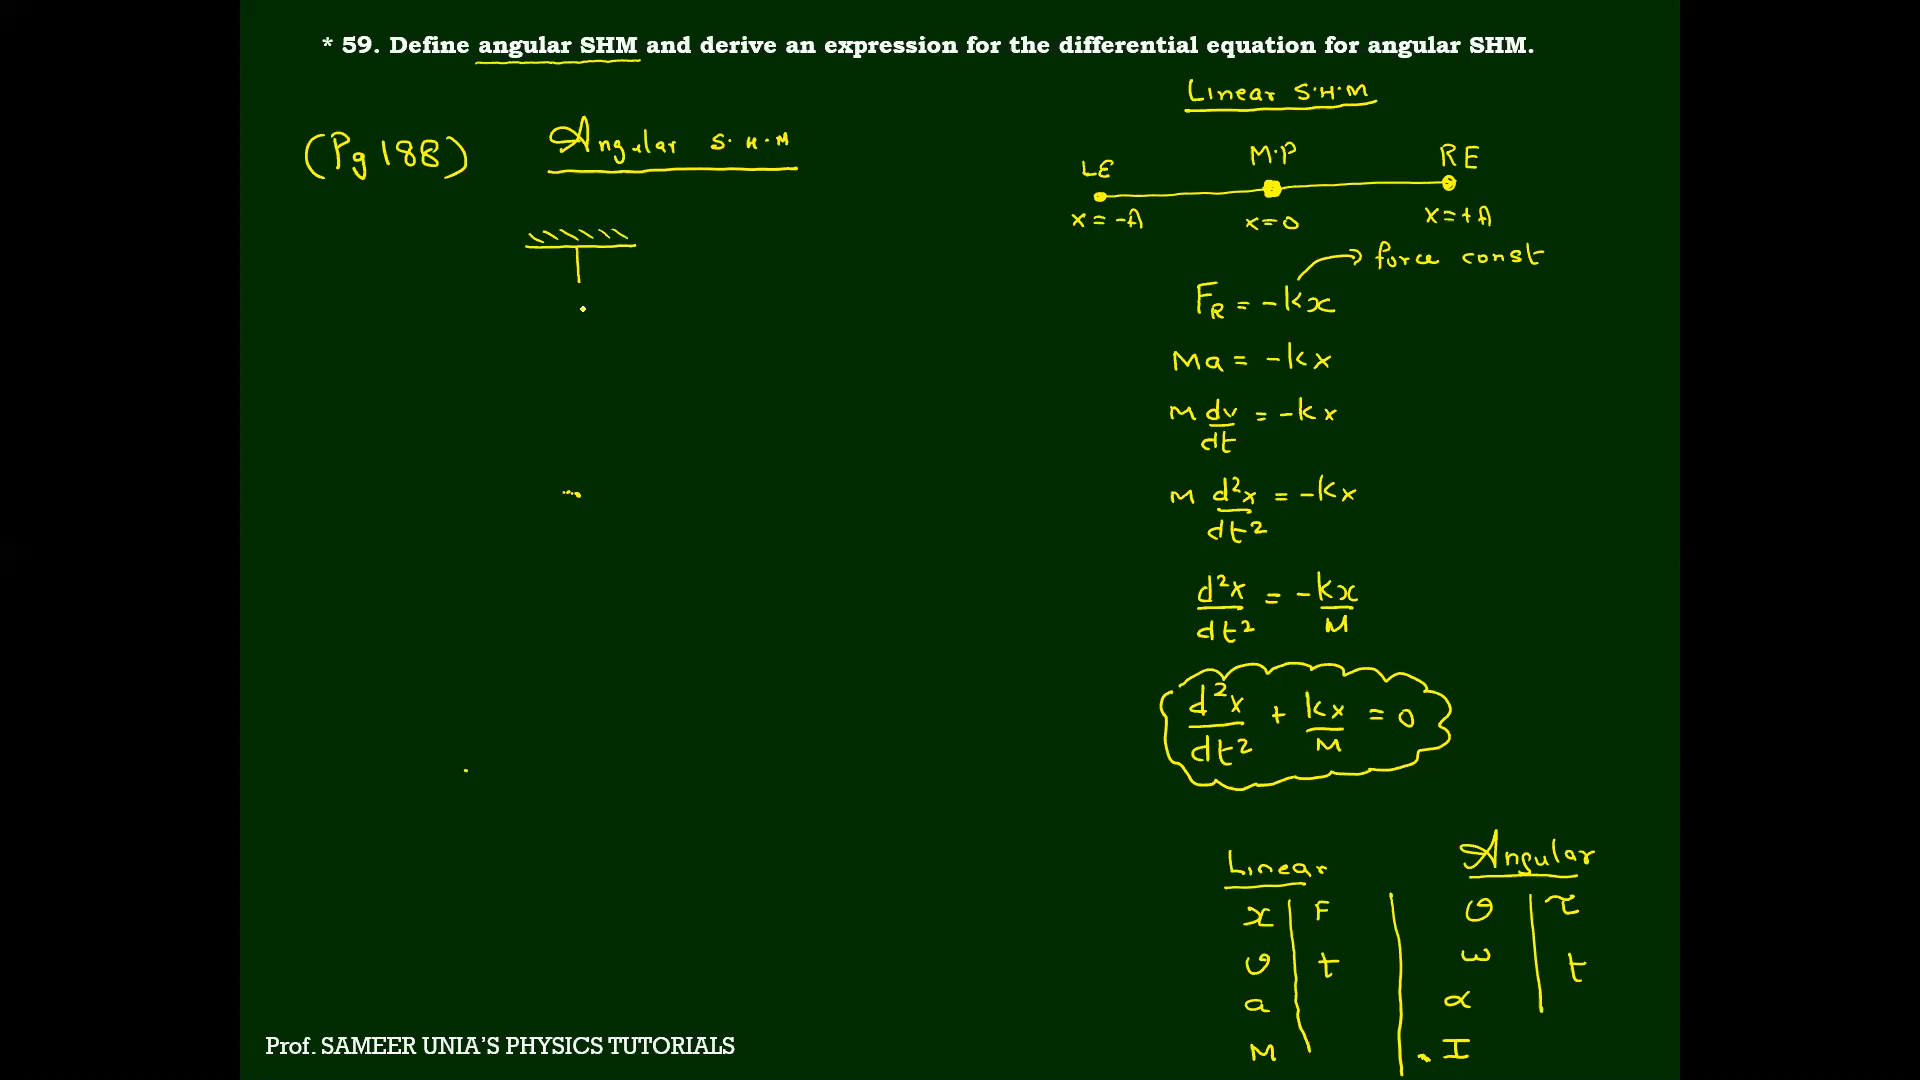 * 59. Define angular SHM and derive an expression for the differential equation for angular SHM.
(Pg 188)
Angular S.H.M
Linear S.H.M
LE M.P RE
x = -A x=0 x=+A
force const
F_R = -kx
Ma = -kx
M dv/dt = -kx
M d²x/dt² = -kx
d²x/dt² = -kx/M
d²x/dt² + kx/M = 0
Linear Angular
x F θ τ
v t ω t
a α
M I
Prof. SAMEER UNIA'S PHYSICS TUTORIALS